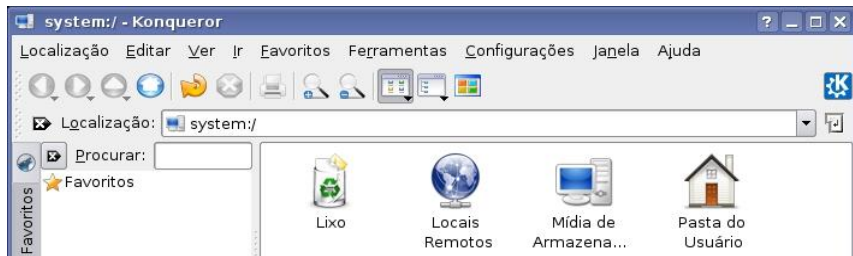 system:/ - Konqueror
Localização Editar Ver Ir Favoritos Ferramentas Configurações Janela Ajuda
Localização: system:/
Procurar:
Favoritos
Favoritos
Lixo
Locais Remotos
Mídia de Armazena...
Pasta do Usuário